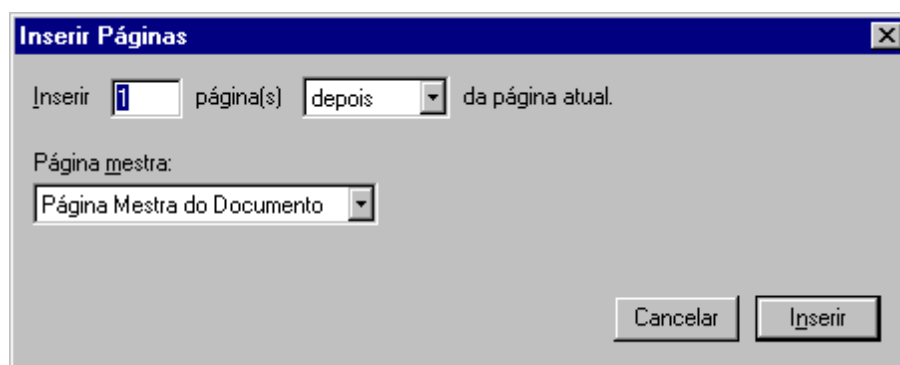 Inserir Páginas
Inserir 1 página(s) depois da página atual.
Página mestra:
Página Mestra do Documento
Cancelar Inserir